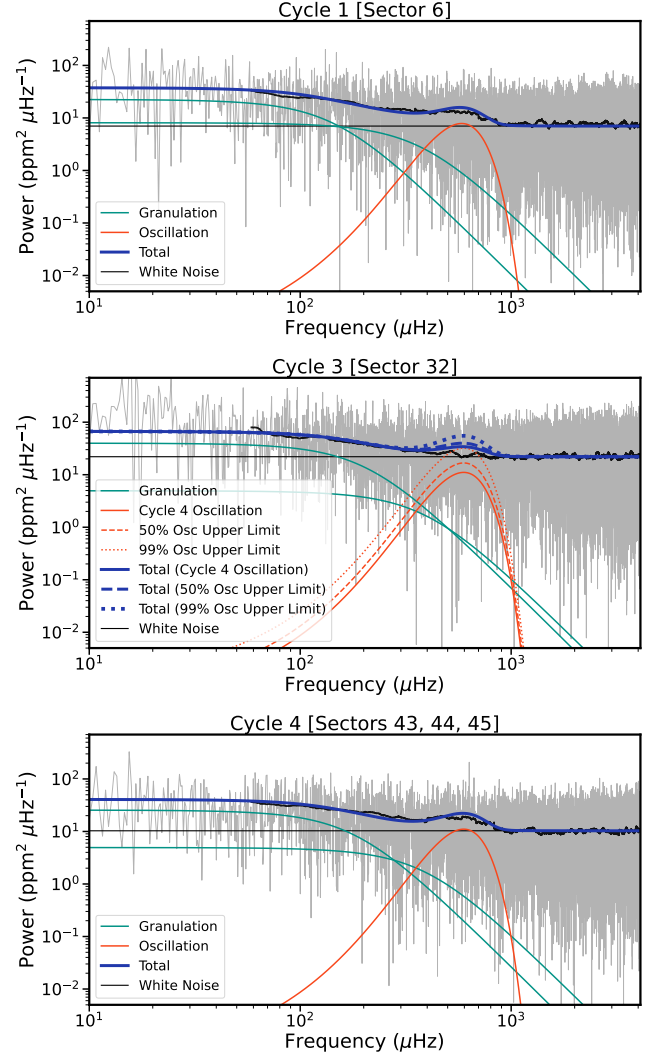 Cycle 1 [Sector 6]
Power (ppm² μHz⁻¹)
10²
10¹
10⁰
10⁻¹
10⁻²
Granulation
Oscillation
Total
White Noise
10¹
10²
10³
Frequency (μHz)
Cycle 3 [Sector 32]
Power (ppm² μHz⁻¹)
10²
10¹
10⁰
10⁻¹
10⁻²
Granulation
Cycle 4 Oscillation
50% Osc Upper Limit
99% Osc Upper Limit
Total (Cycle 4 Oscillation)
Total (50% Osc Upper Limit)
Total (99% Osc Upper Limit)
White Noise
10¹
10²
10³
Frequency (μHz)
Cycle 4 [Sectors 43, 44, 45]
Power (ppm² μHz⁻¹)
10²
10¹
10⁰
10⁻¹
10⁻²
Granulation
Oscillation
Total
White Noise
10¹
10²
10³
Frequency (μHz)